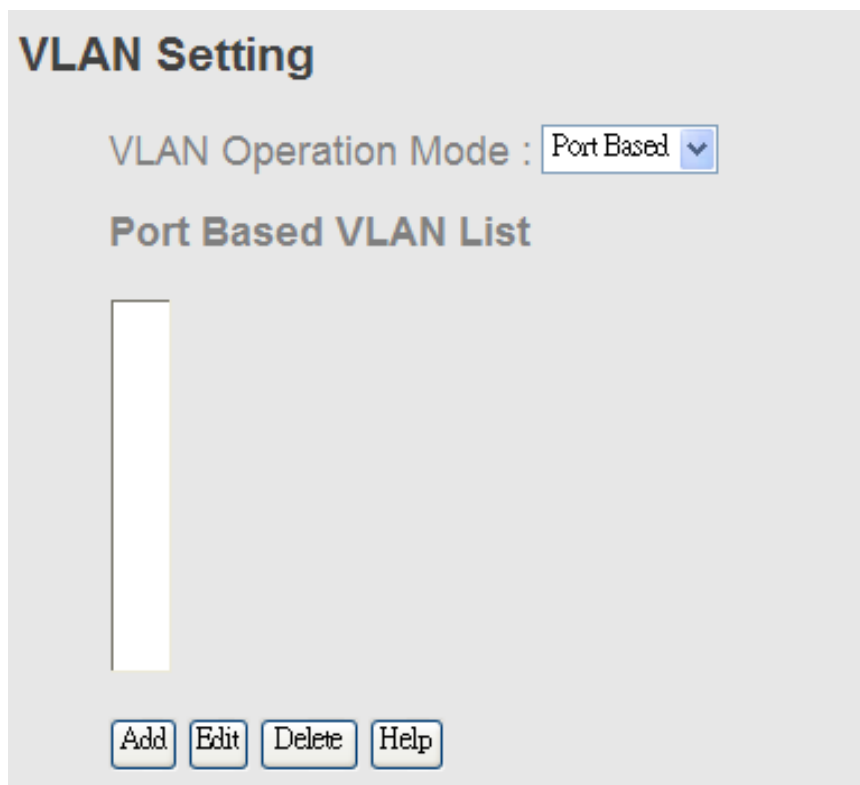 VLAN Setting
VLAN Operation Mode : Port Based
Port Based VLAN List
Add Edit Delete Help